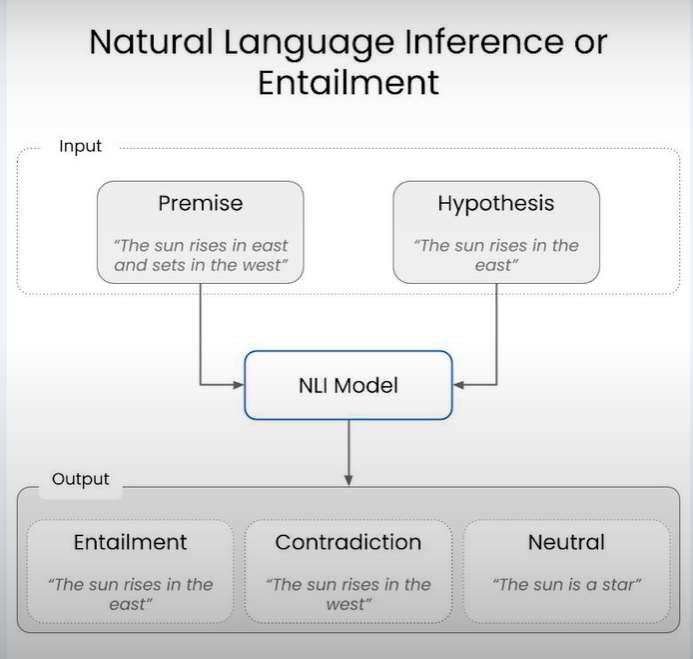 Natural Language Inference or
Entailment
Input
Premise
“The sun rises in east
and sets in the west”
Hypothesis
“The sun rises in the
east”
NLI Model
Output
Entailment
“The sun rises in the
east”
Contradiction
“The sun rises in the
west”
Neutral
“The sun is a star”